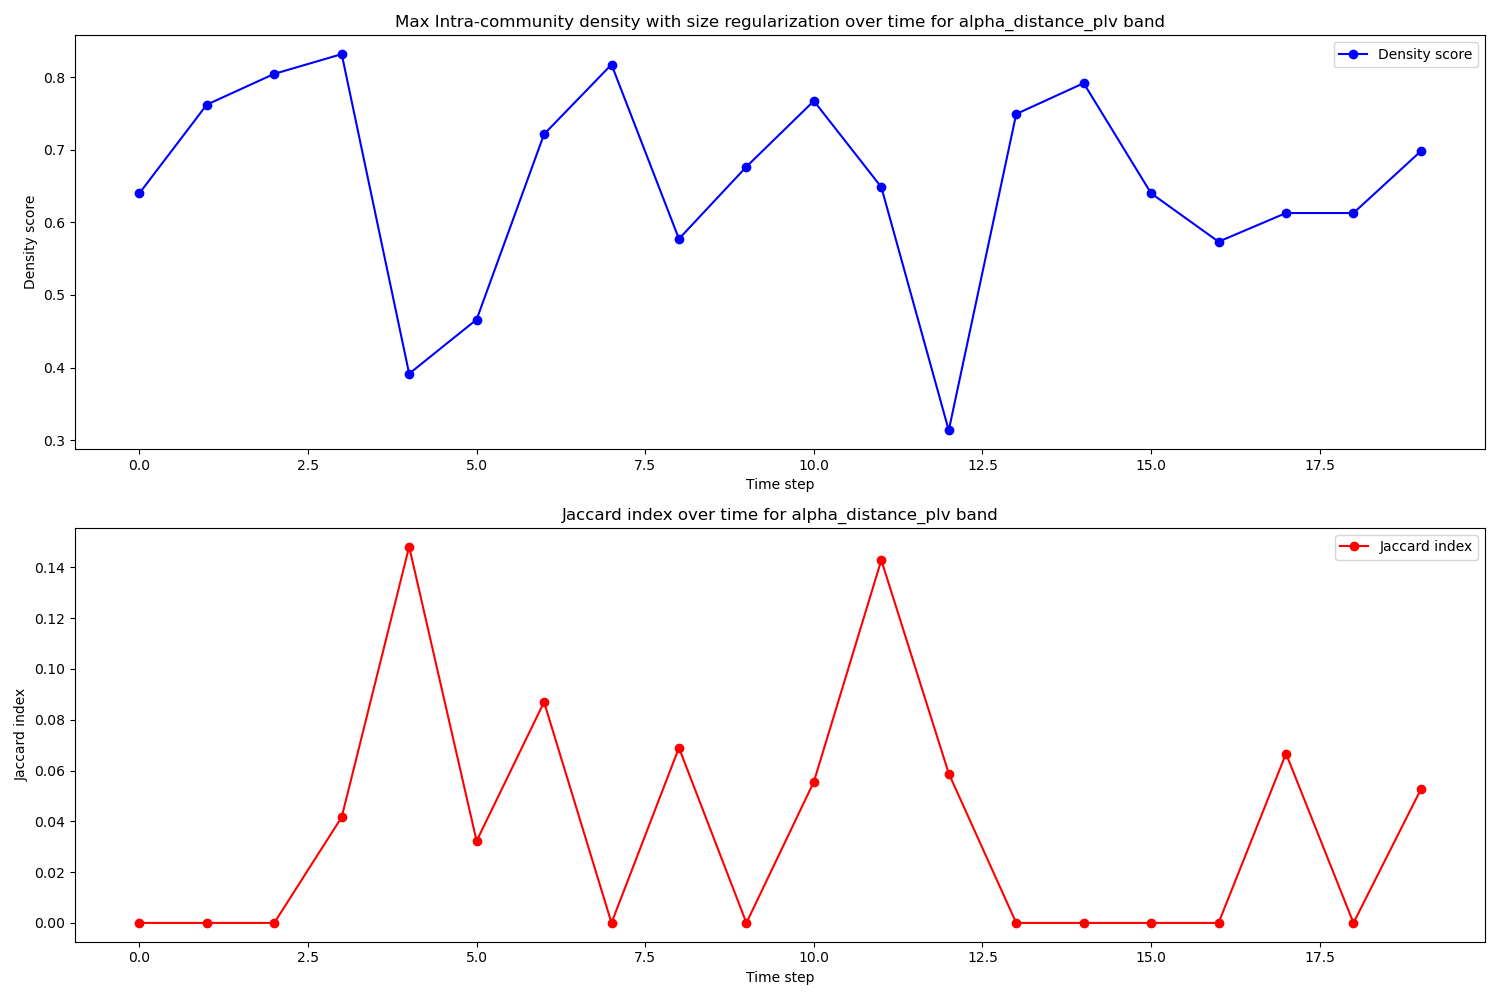 Max Intra-community density with size regularization over time for alpha_distance_plv band
Density score
Density score
0.8
0.7
0.6
0.5
0.4
0.3
0.0 2.5 5.0 7.5 10.0 12.5 15.0 17.5
Time step
Jaccard index over time for alpha_distance_plv band
Jaccard index
Jaccard index
0.14
0.12
0.10
0.08
0.06
0.04
0.02
0.00
0.0 2.5 5.0 7.5 10.0 12.5 15.0 17.5
Time step